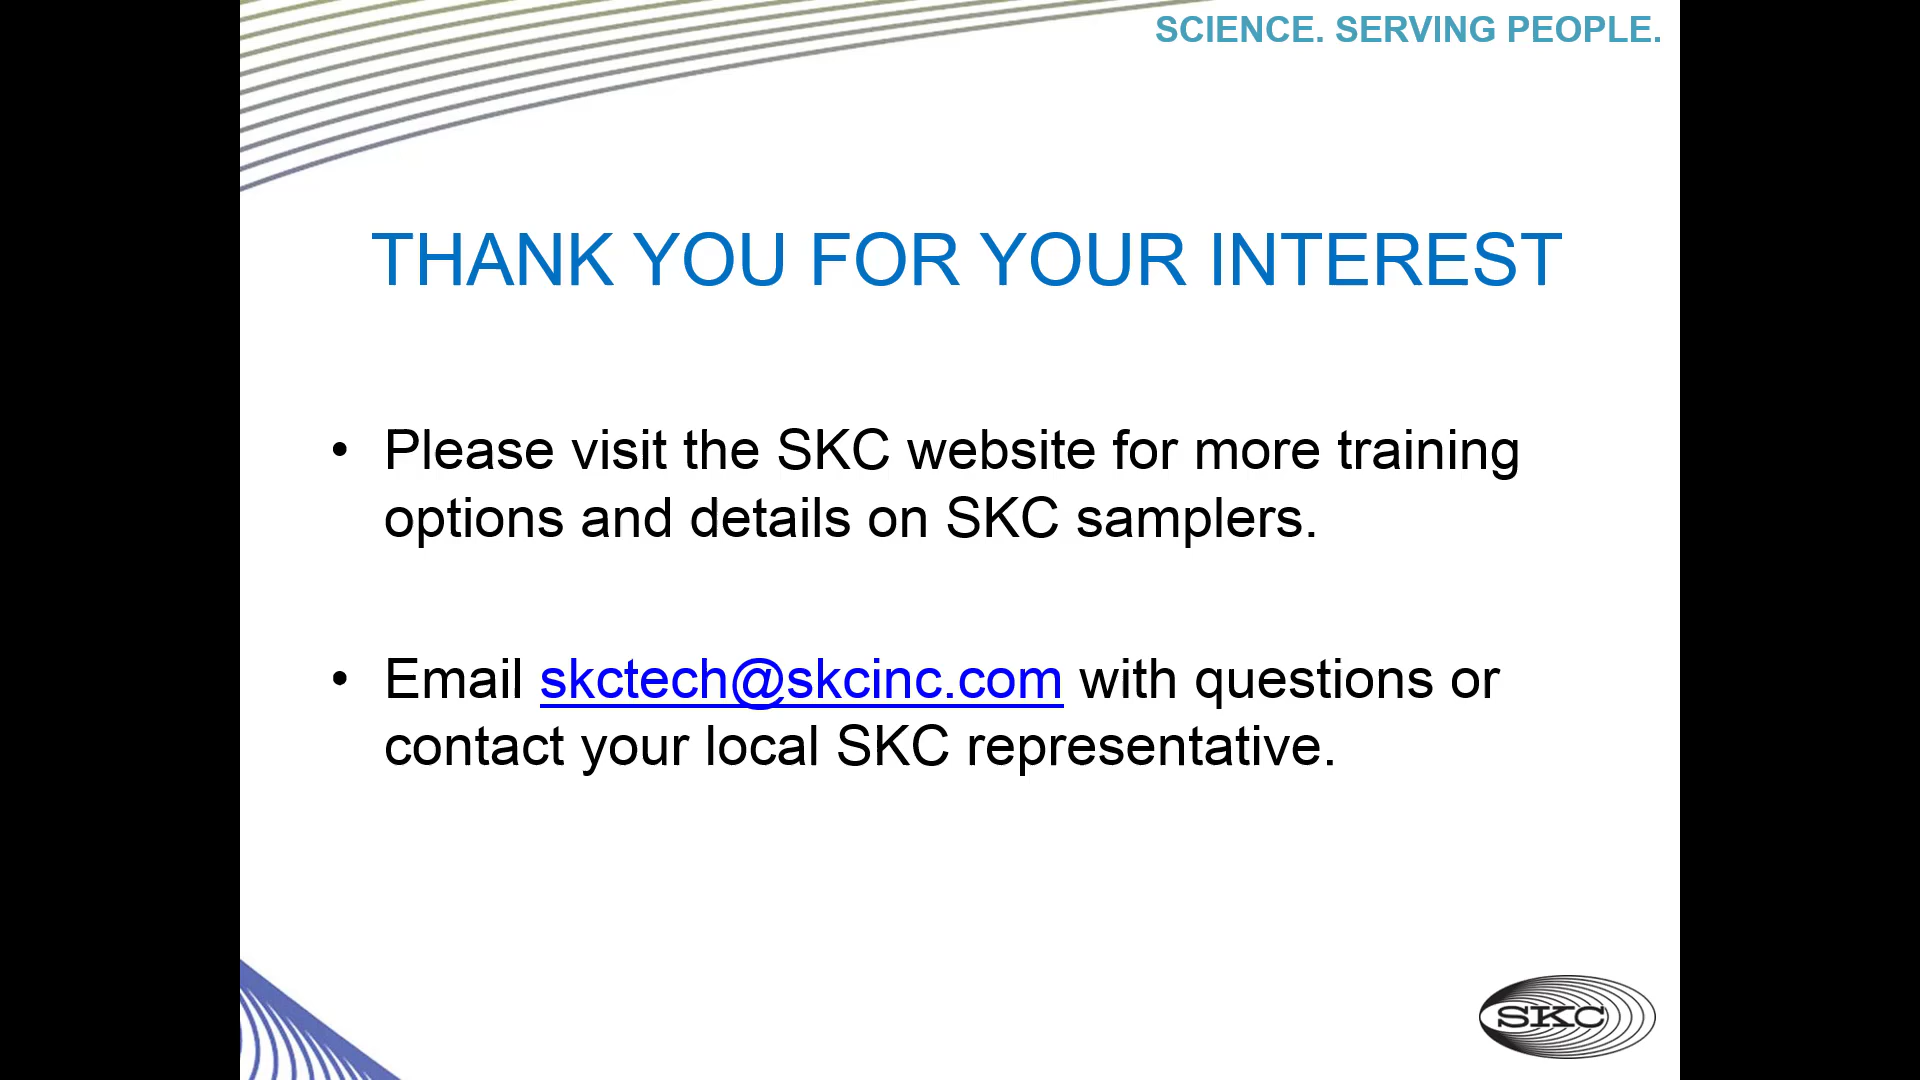 SCIENCE. SERVING PEOPLE.
THANK YOU FOR YOUR INTEREST
• Please visit the SKC website for more training
options and details on SKC samplers.
• Email skctech@skcinc.com with questions or
contact your local SKC representative.
SKC